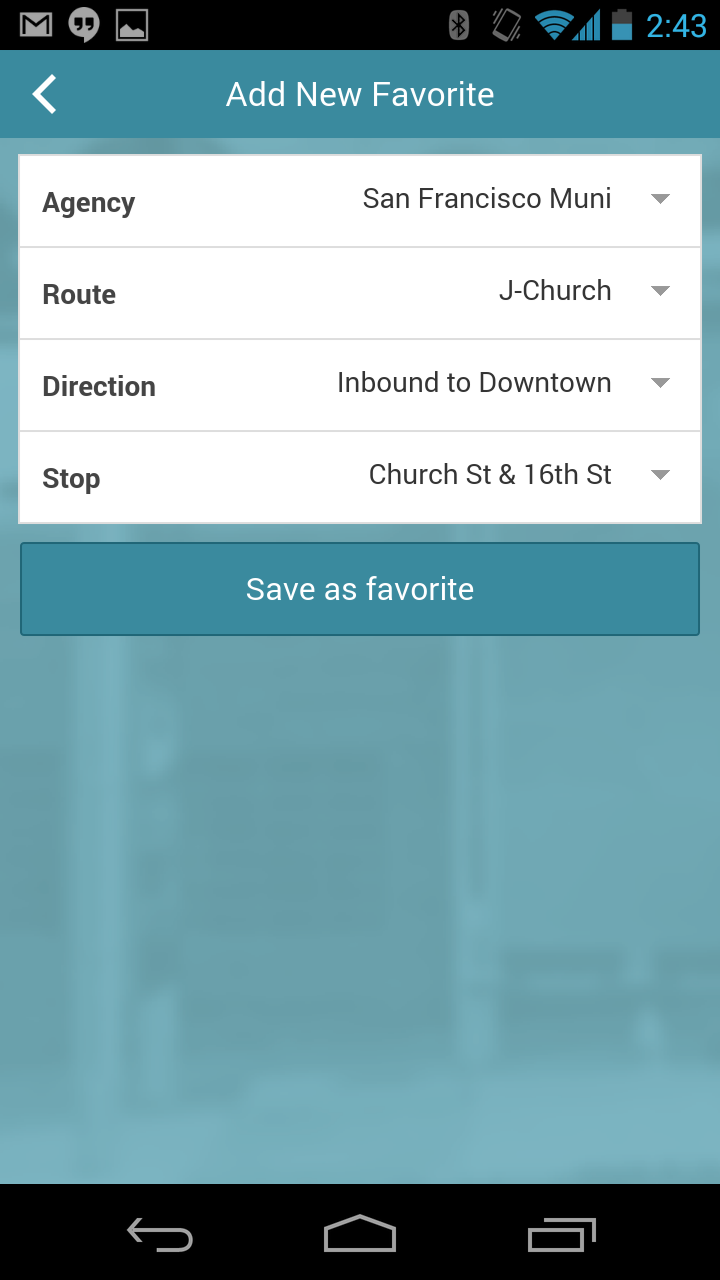 2:43
Add New Favorite
Agency San Francisco Muni
Route J-Church
Direction Inbound to Downtown
Stop Church St & 16th St
Save as favorite